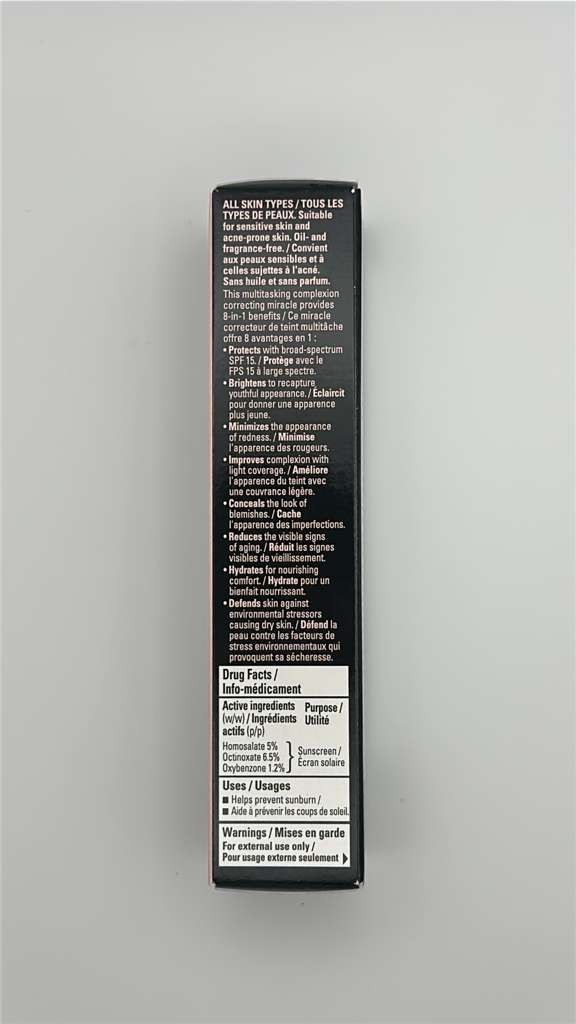 ALL SKIN TYPES / TOUS LES
TYPES DE PEAUX. Suitable
for sensitive skin and
acne-prone skin. Oil- and
fragrance-free. / Convient
aux peaux sensibles et à
celles sujettes à l'acné.
Sans huile et sans parfum.
This multitasking complexion
correcting miracle provides
8-in-1 benefits / Ce miracle
correcteur de teint multitâche
offre 8 avantages en 1 :
• Protects with broad-spectrum
SPF 15. / Protège avec le
FPS 15 à large spectre.
• Brightens to recapture
youthful appearance. / Éclaircit
pour donner une apparence
plus jeune.
• Minimizes the appearance
of redness. / Minimise
l'apparence des rougeurs.
• Improves complexion with
light coverage. / Améliore
l'apparence du teint avec
une couvrance légère.
• Conceals the look of
blemishes. / Cache
l'apparence des imperfections.
• Reduces the visible signs
of aging. / Réduit les signes
visibles de vieillissement.
• Hydrates for nourishing
comfort. / Hydrate pour un
bienfait nourrissant.
• Defends skin against
environmental stressors
causing dry skin. / Défend la
peau contre les facteurs de
stress environnementaux qui
provoquent sa sécheresse.
Drug Facts /
Info-médicament
Active ingredients Purpose /
(w/w) / Ingrédients Utilité
actifs (p/p)
Homosalate 5%
Octinoxate 6.5% Sunscreen /
Oxybenzone 1.2% Écran solaire
Uses / Usages
■ Helps prevent sunburn /
■ Aide à prévenir les coups de soleil.
Warnings / Mises en garde
For external use only /
Pour usage externe seulement